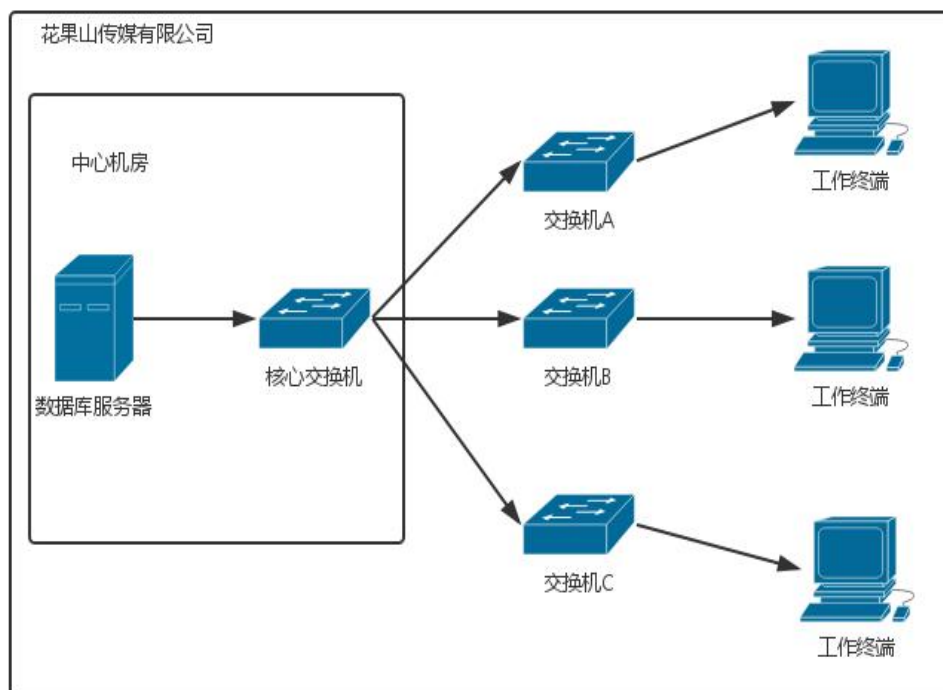 花果山传媒有限公司
中心机房
数据库服务器
核心交换机
交换机A
工作终端
交换机B
工作终端
交换机C
工作终端